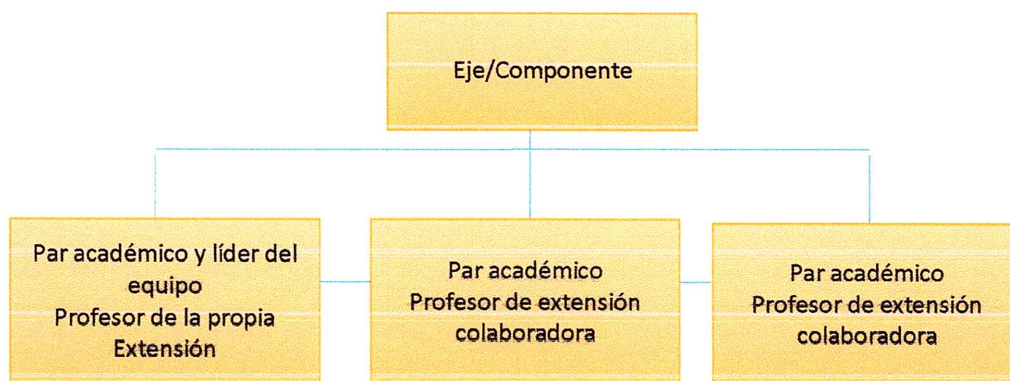 Eje/Componente
Par académico y líder del
equipo
Profesor de la propia
Extensión
Par académico
Profesor de extensión
colaboradora
Par académico
Profesor de extensión
colaboradora